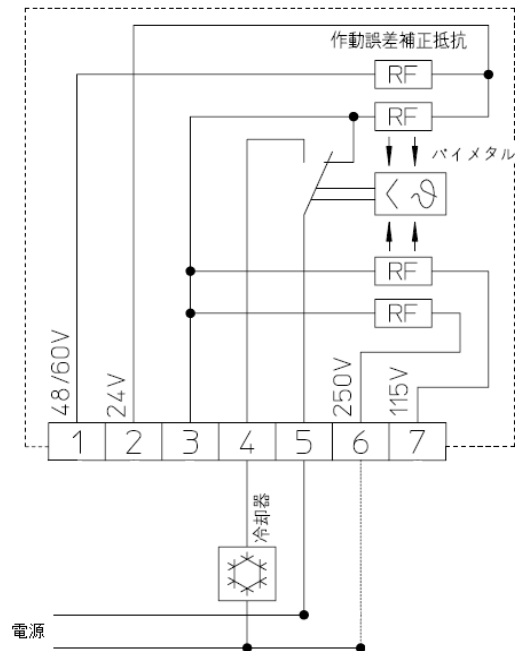 作動誤差補正抵抗
RF
RF
バイメタル
< ϑ
RF
RF
48/60V
24V
250V
115V
1 2 3 4 5 6 7
冷却器
電源